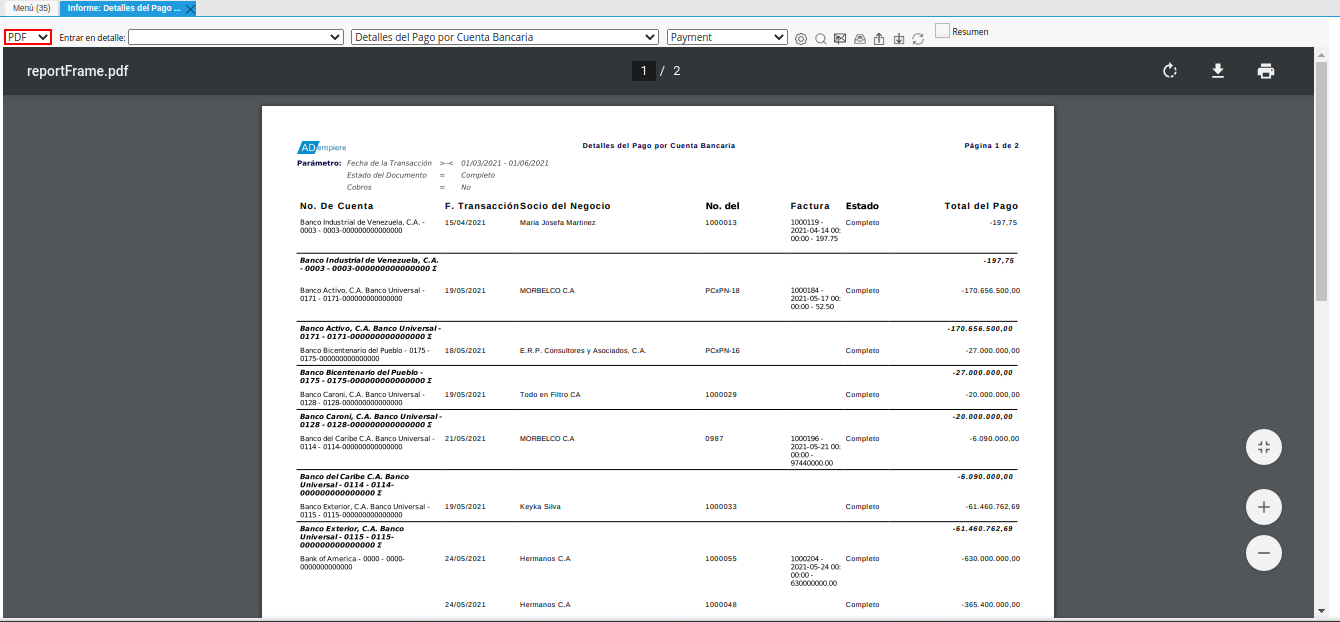 Menú (35) Informe: Detalles del Pago ...
PDF Entrar en detalle: Detalles del Pago por Cuenta Bancaria Payment Resumen
reportFrame.pdf 1 / 2
ADempiere Detalles del Pago por Cuenta Bancaria Página 1 de 2
Parámetro: Fecha de la Transacción >-< 01/03/2021 - 01/06/2021
Estado del Documento = Completo
Cobros = No
No. De Cuenta F. Transacción Socio del Negocio No. del Factura Estado Total del Pago
Banco Industrial de Venezuela, C.A. - 15/04/2021 Maria Josefa Martinez 1000013 1000119 - Completo -197,75
0003 - 0003-000000000000000 2021-04-14 00:
00:00 - 197.75
Banco Industrial de Venezuela, C.A. -197,75
- 0003 - 0003-000000000000000 Σ
Banco Activo, C.A. Banco Universal - 19/05/2021 MORBELCO C.A PCxPN-18 1000184 - Completo -170.656.500,00
0171 - 0171-000000000000000 2021-05-17 00:
00:00 - 52.50
Banco Activo, C.A. Banco Universal - -170.656.500,00
0171 - 0171-000000000000000 Σ
Banco Bicentenario del Pueblo - 0175 - 18/05/2021 E.R.P. Consultores y Asociados, C.A. PCxPN-16 Completo -27.000.000,00
0175-000000000000000
Banco Bicentenario del Pueblo - -27.000.000,00
0175 - 0175-000000000000000 Σ
Banco Caroní, C.A. Banco Universal - 19/05/2021 Todo en Filtro CA 1000029 Completo -20.000.000,00
0128 - 0128-000000000000000
Banco Caroní, C.A. Banco Universal - -20.000.000,00
0128 - 0128-000000000000000 Σ
Banco del Caribe C.A. Banco Universal - 21/05/2021 MORBELCO C.A 0987 1000196 - Completo -6.090.000,00
0114 - 0114-000000000000000 2021-05-21 00:
00:00 -
97440000.00
Banco del Caribe C.A. Banco -6.090.000,00
Universal - 0114 - 0114-
000000000000000 Σ
Banco Exterior, C.A. Banco Universal - 19/05/2021 Keyka Silva 1000033 Completo -61.460.762,69
0115 - 0115-000000000000000
Banco Exterior, C.A. Banco -61.460.762,69
Universal - 0115 - 0115-
000000000000000 Σ
Bank of America - 0000 - 0000- 24/05/2021 Hermanos C.A 1000055 1000204 - Completo -630.000.000,00
0000000000000000 2021-05-24 00:
00:00 -
630000000.00
24/05/2021 Hermanos C.A 1000048 Completo -365.400.000,00